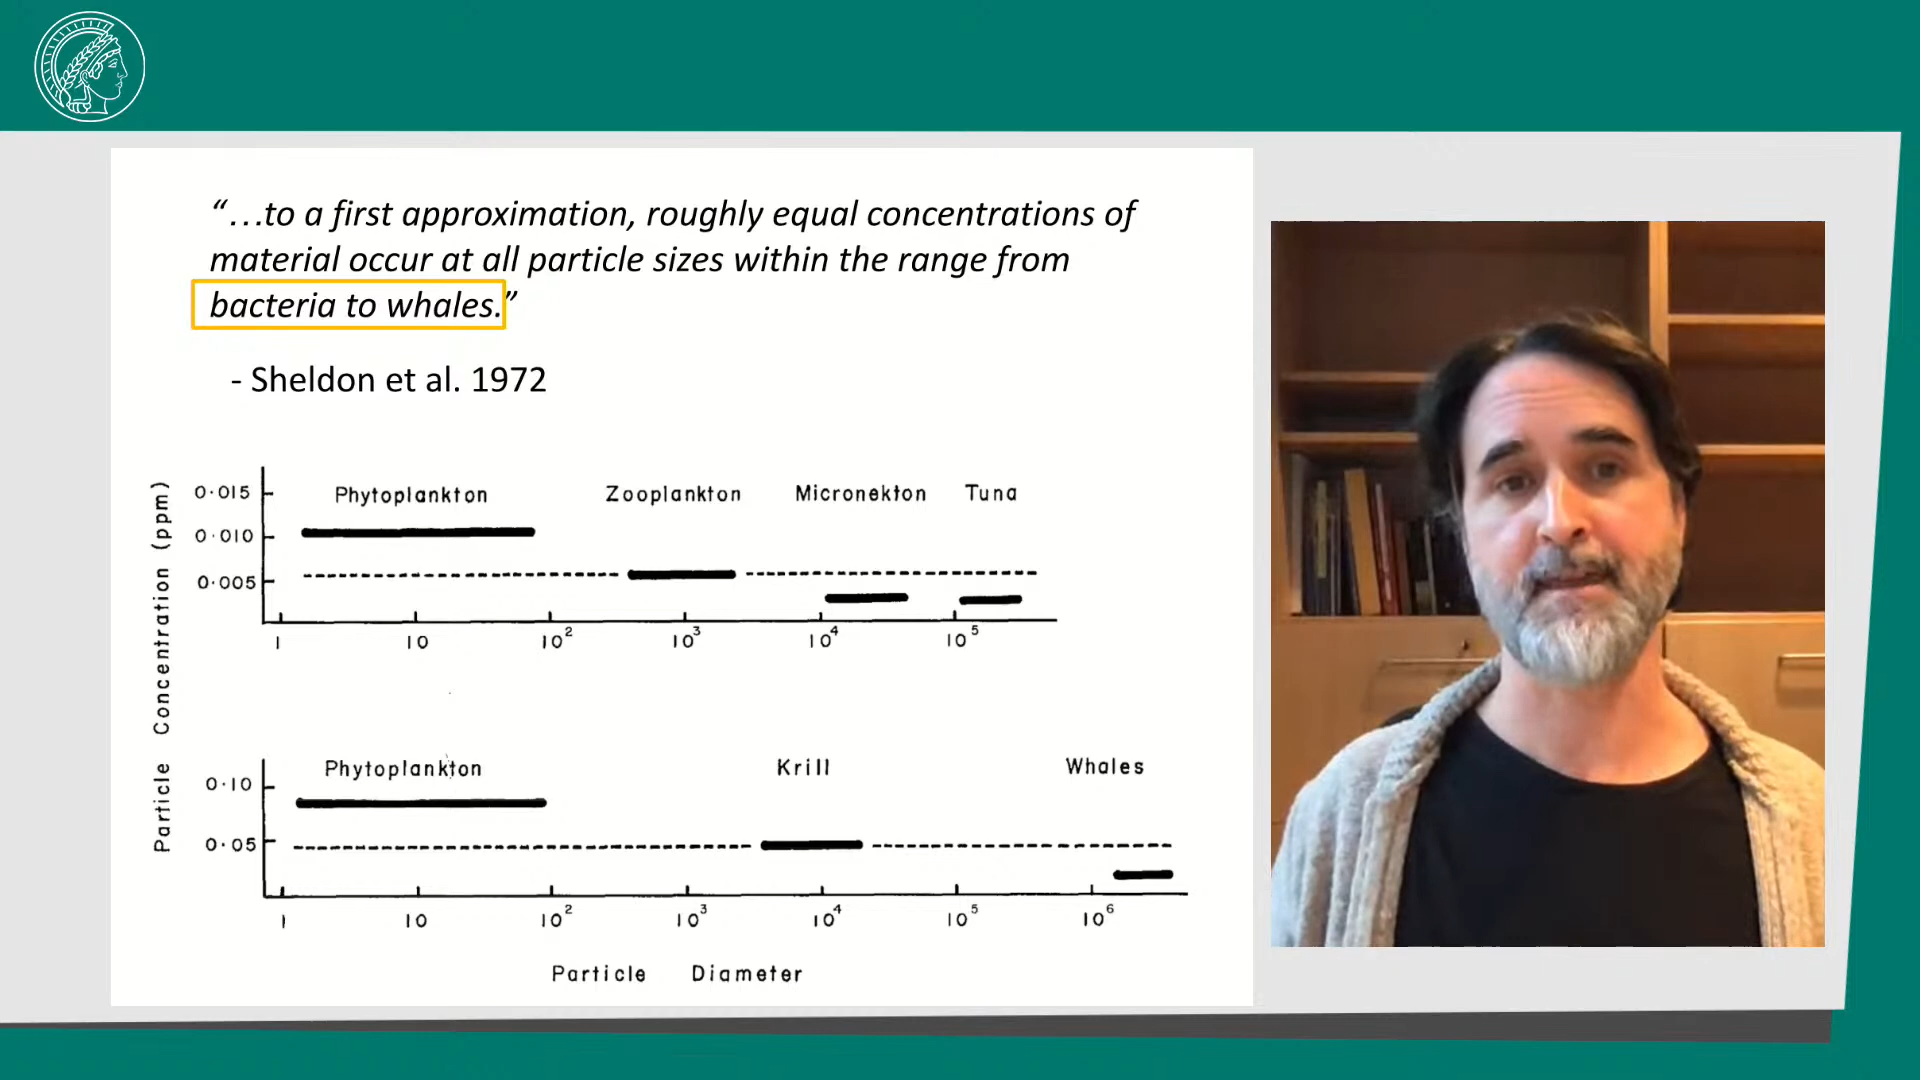 “…to a first approximation, roughly equal concentrations of
material occur at all particle sizes within the range from
bacteria to whales.”
- Sheldon et al. 1972
Particle Concentration (ppm)
Phytoplankton Zooplankton Micronekton Tuna
0·015
0·010
0·005
1 10 10² 10³ 10⁴ 10⁵
Phytoplankton Krill Whales
0·10
0·05
1 10 10² 10³ 10⁴ 10⁵ 10⁶
Particle Diameter